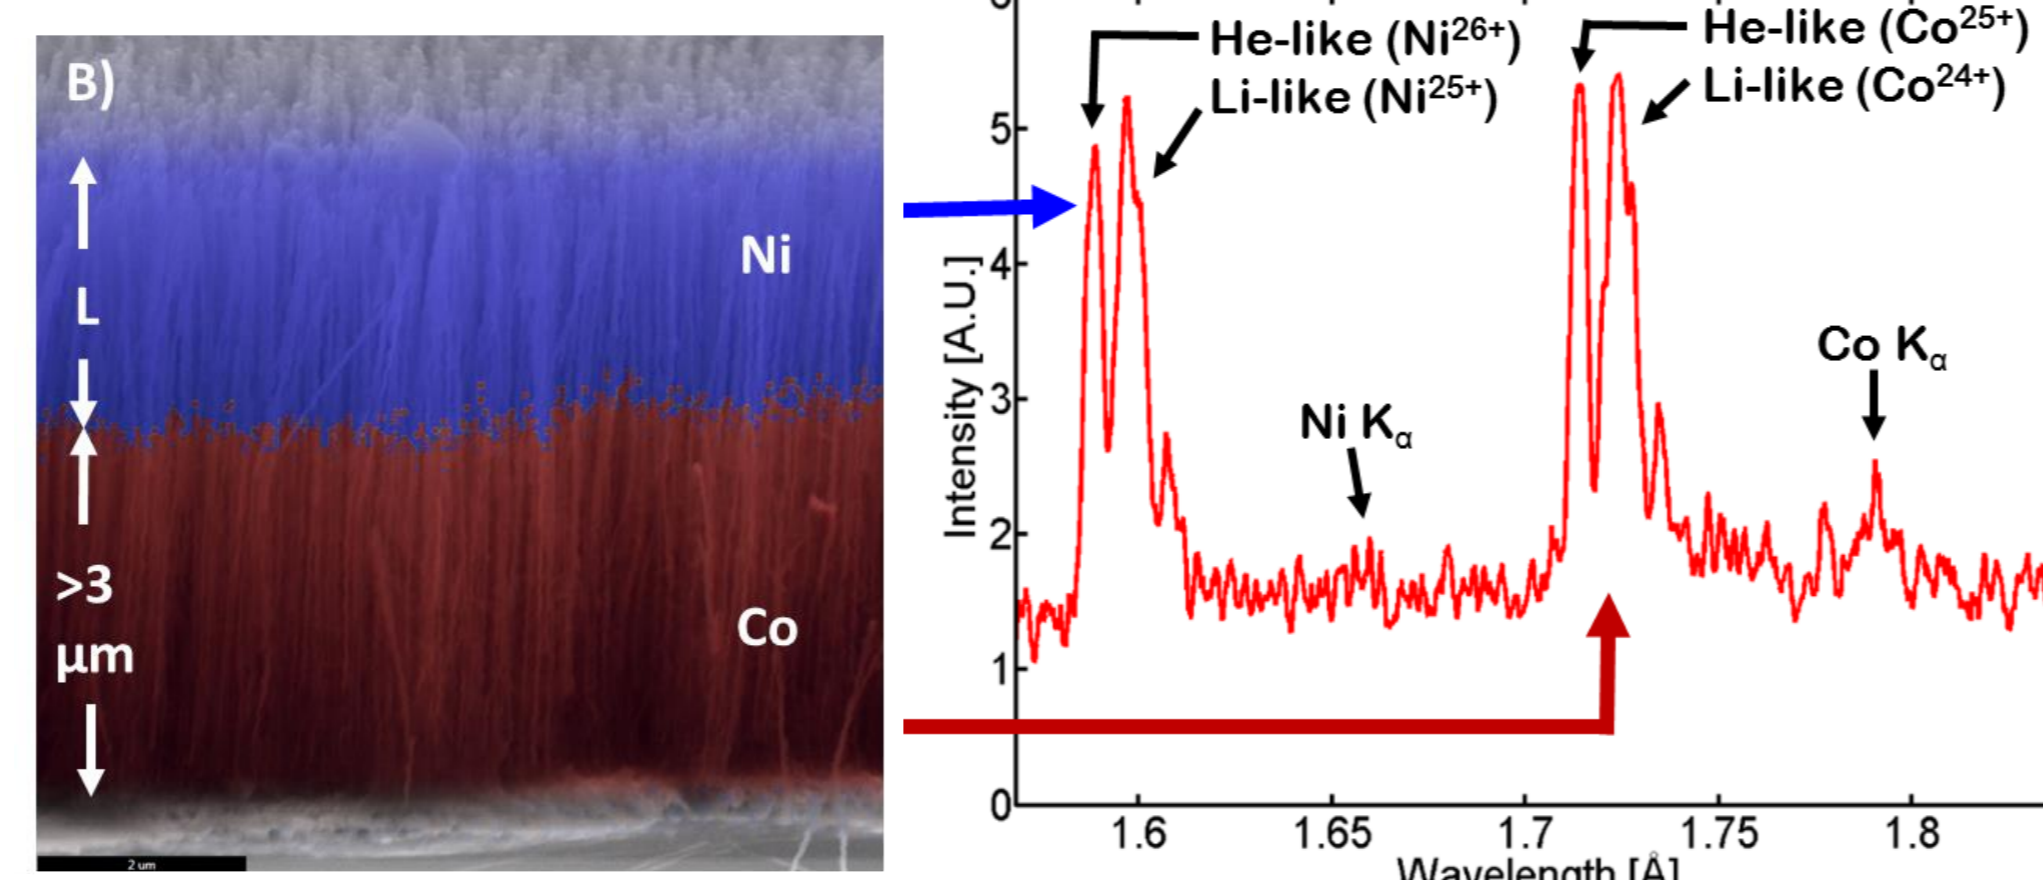 B)
Ni
L
>3
µm
Co
2 um
He-like (Ni26+)
Li-like (Ni25+)
He-like (Co25+)
Li-like (Co24+)
Ni Kα
Co Kα
Intensity [A.U.]
5
4
3
2
1
0
1.6
1.65
1.7
1.75
1.8
Wavelength [Å]